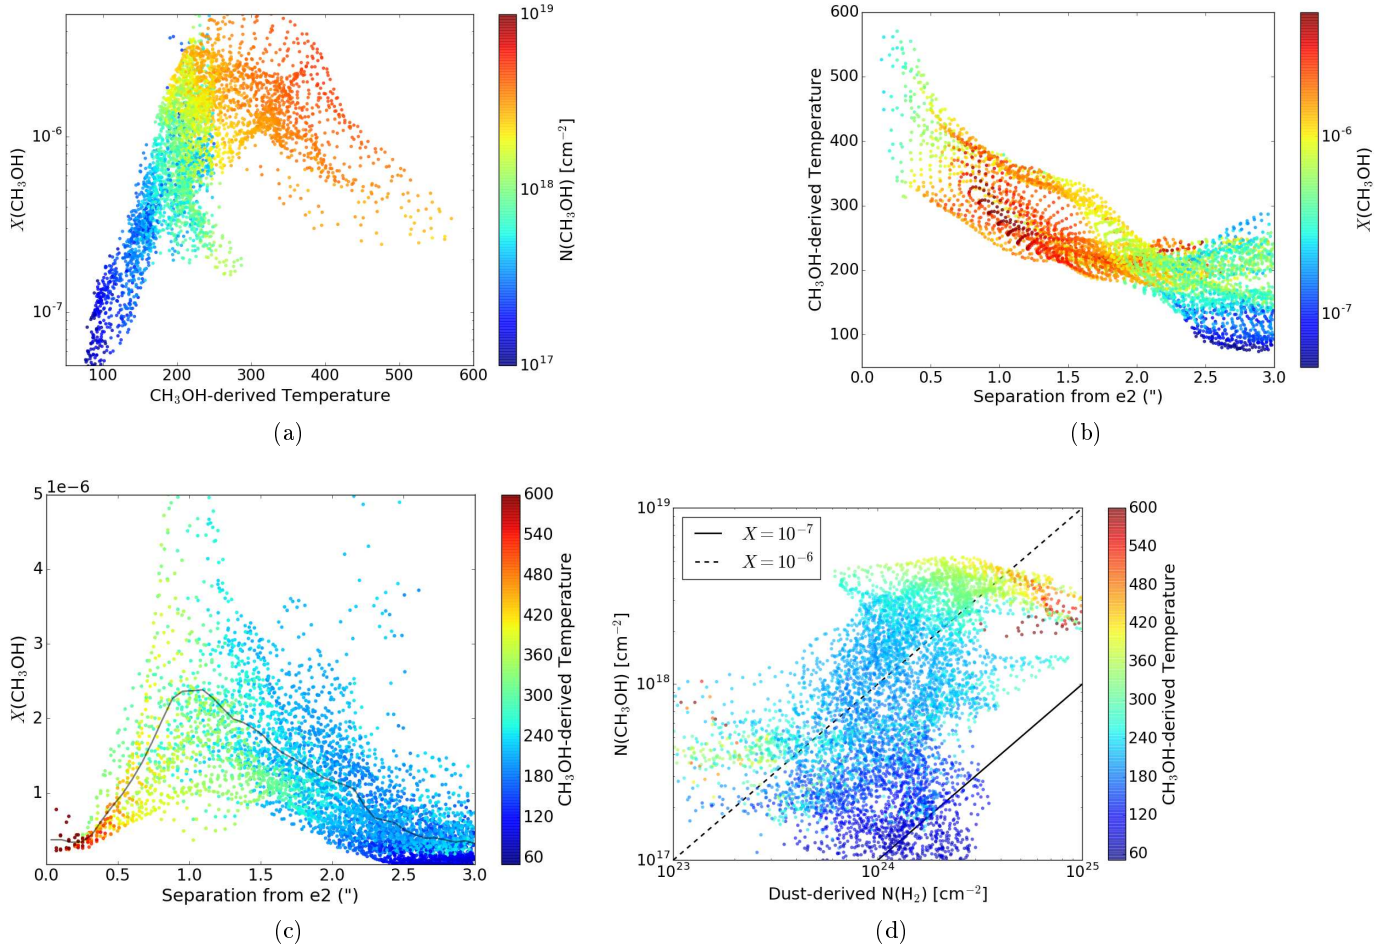 10^{-6}
10^{-7}
X(CH₃OH)
100 200 300 400 500 600
CH₃OH-derived Temperature
10^{19}
10^{18}
10^{17}
N(CH₃OH) [cm^{−2}]
(a)
600
500
400
300
200
100
CH₃OH-derived Temperature
0.0 0.5 1.0 1.5 2.0 2.5 3.0
Separation from e2 (")
10^{-6}
10^{-7}
X(CH₃OH)
(b)
1e−6
5
4
3
2
1
X(CH₃OH)
0.0 0.5 1.0 1.5 2.0 2.5 3.0
Separation from e2 (")
600
540
480
420
360
300
240
180
120
60
CH₃OH-derived Temperature
(c)
X = 10^{−7}
X = 10^{−6}
10^{19}
10^{18}
10^{17}
N(CH₃OH) [cm^{−2}]
10^{23} 10^{24} 10^{25}
Dust-derived N(H₂) [cm^{−2}]
600
540
480
420
360
300
240
180
120
60
CH₃OH-derived Temperature
(d)